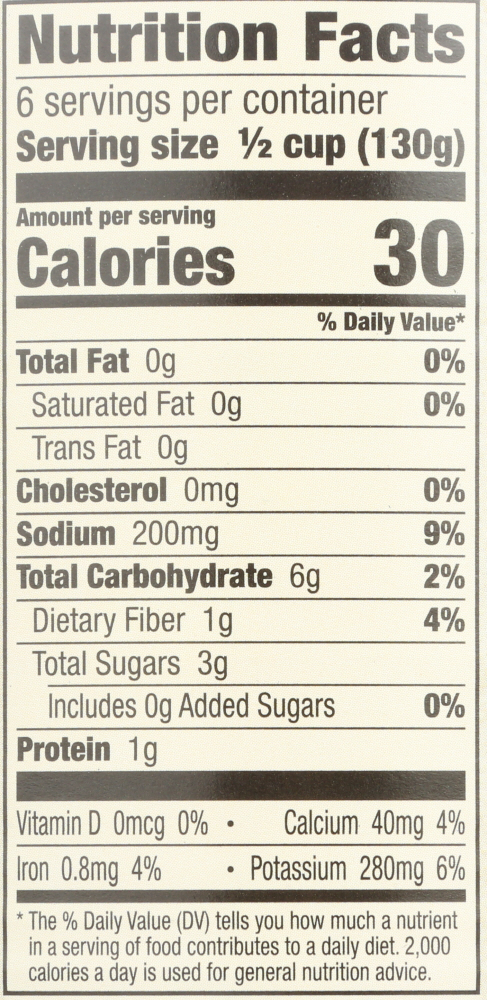 Nutrition Facts
6 servings per container
Serving size ½ cup (130g)
Amount per serving
Calories 30
% Daily Value*
Total Fat 0g 0%
Saturated Fat 0g 0%
Trans Fat 0g
Cholesterol 0mg 0%
Sodium 200mg 9%
Total Carbohydrate 6g 2%
Dietary Fiber 1g 4%
Total Sugars 3g
Includes 0g Added Sugars 0%
Protein 1g
Vitamin D 0mcg 0% • Calcium 40mg 4%
Iron 0.8mg 4% • Potassium 280mg 6%
* The % Daily Value (DV) tells you how much a nutrient
in a serving of food contributes to a daily diet. 2,000
calories a day is used for general nutrition advice.